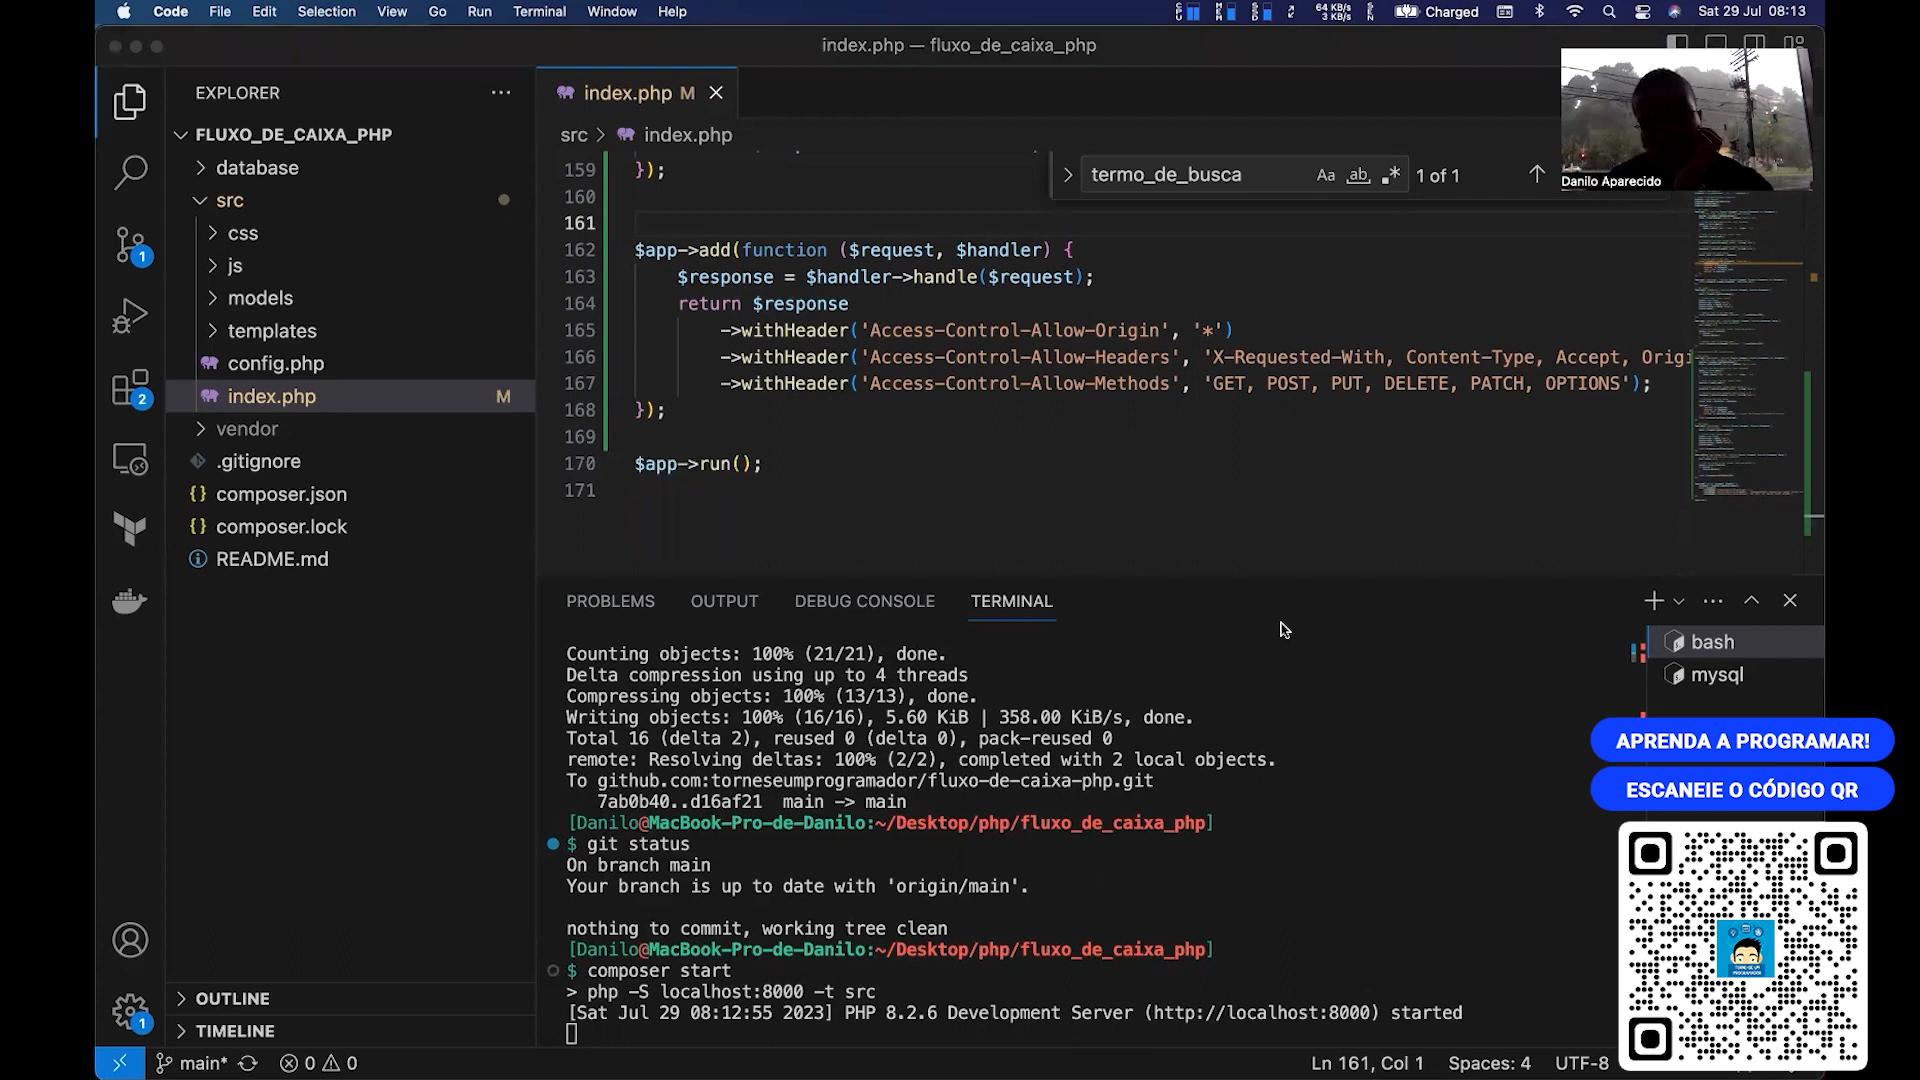 Code File Edit Selection View Go Run Terminal Window Help
64 KB/s
3 KB/s
Charged
Sat 29 Jul 08:13
index.php — fluxo_de_caixa_php
EXPLORER
FLUXO_DE_CAIXA_PHP
database
src
css
js
models
templates
config.php
index.php M
vendor
.gitignore
composer.json
composer.lock
README.md
OUTLINE
TIMELINE
1
2
1
index.php M
src > index.php
termo_de_busca
Aa ab
1 of 1
Danilo Aparecido
159 });
160
161
162 $app->add(function ($request, $handler) {
163 $response = $handler->handle($request);
164 return $response
165 ->withHeader('Access-Control-Allow-Origin', '*')
166 ->withHeader('Access-Control-Allow-Headers', 'X-Requested-With, Content-Type, Accept, Origi
167 ->withHeader('Access-Control-Allow-Methods', 'GET, POST, PUT, DELETE, PATCH, OPTIONS');
168 });
169
170 $app->run();
171
PROBLEMS OUTPUT DEBUG CONSOLE TERMINAL
bash
mysql
Counting objects: 100% (21/21), done.
Delta compression using up to 4 threads
Compressing objects: 100% (13/13), done.
Writing objects: 100% (16/16), 5.60 KiB | 358.00 KiB/s, done.
Total 16 (delta 2), reused 0 (delta 0), pack-reused 0
remote: Resolving deltas: 100% (2/2), completed with 2 local objects.
To github.com:torneseumprogramador/fluxo-de-caixa-php.git
7ab0b40..d16af21 main -> main
[Danilo@MacBook-Pro-de-Danilo:~/Desktop/php/fluxo_de_caixa_php]
$ git status
On branch main
Your branch is up to date with 'origin/main'.
nothing to commit, working tree clean
[Danilo@MacBook-Pro-de-Danilo:~/Desktop/php/fluxo_de_caixa_php]
$ composer start
> php -S localhost:8000 -t src
[Sat Jul 29 08:12:55 2023] PHP 8.2.6 Development Server (http://localhost:8000) started
APRENDA A PROGRAMAR!
ESCANEIE O CÓDIGO QR
main* 0 0
Ln 161, Col 1 Spaces: 4 UTF-8